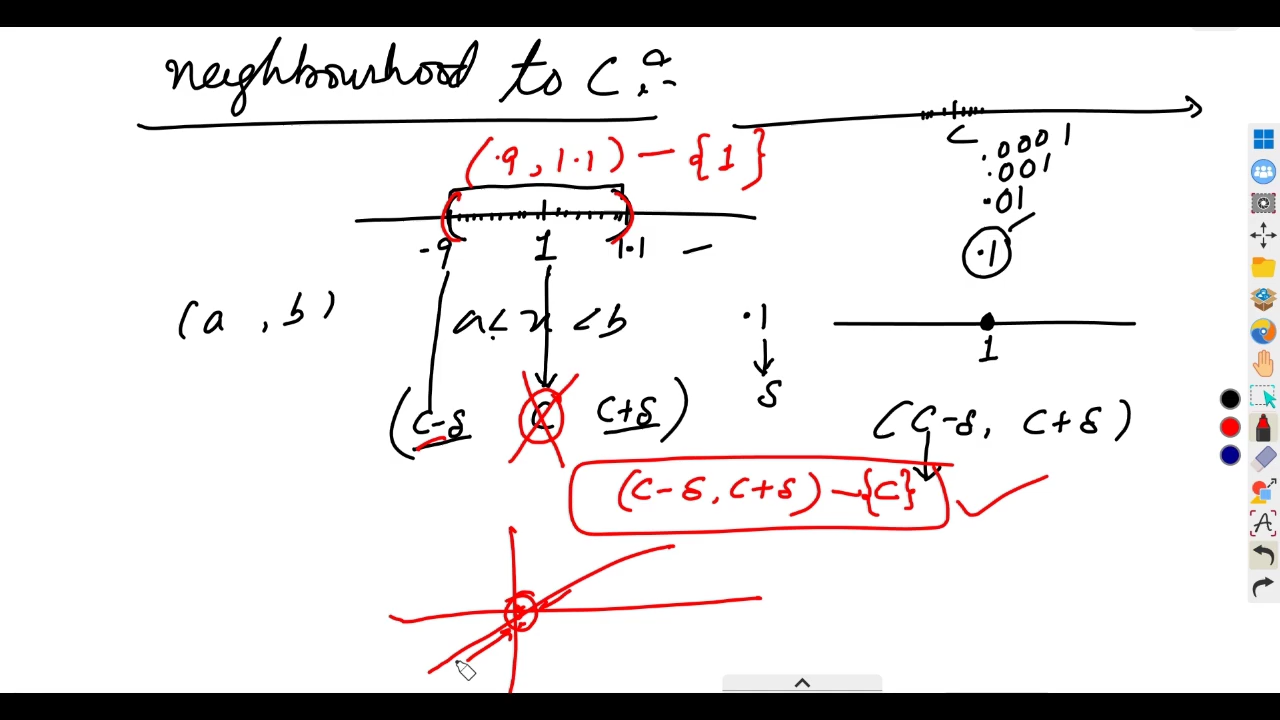 neighbourhood to C :-
(.9, 1.1) - {1}
C
.0001
.001
.01
.1
.9 1 1.1 -
(a , b) a < x < b
.1
δ
1
(C-δ C C+δ)
(C-δ, C+δ)
(C-δ, C+δ) - {C}
A